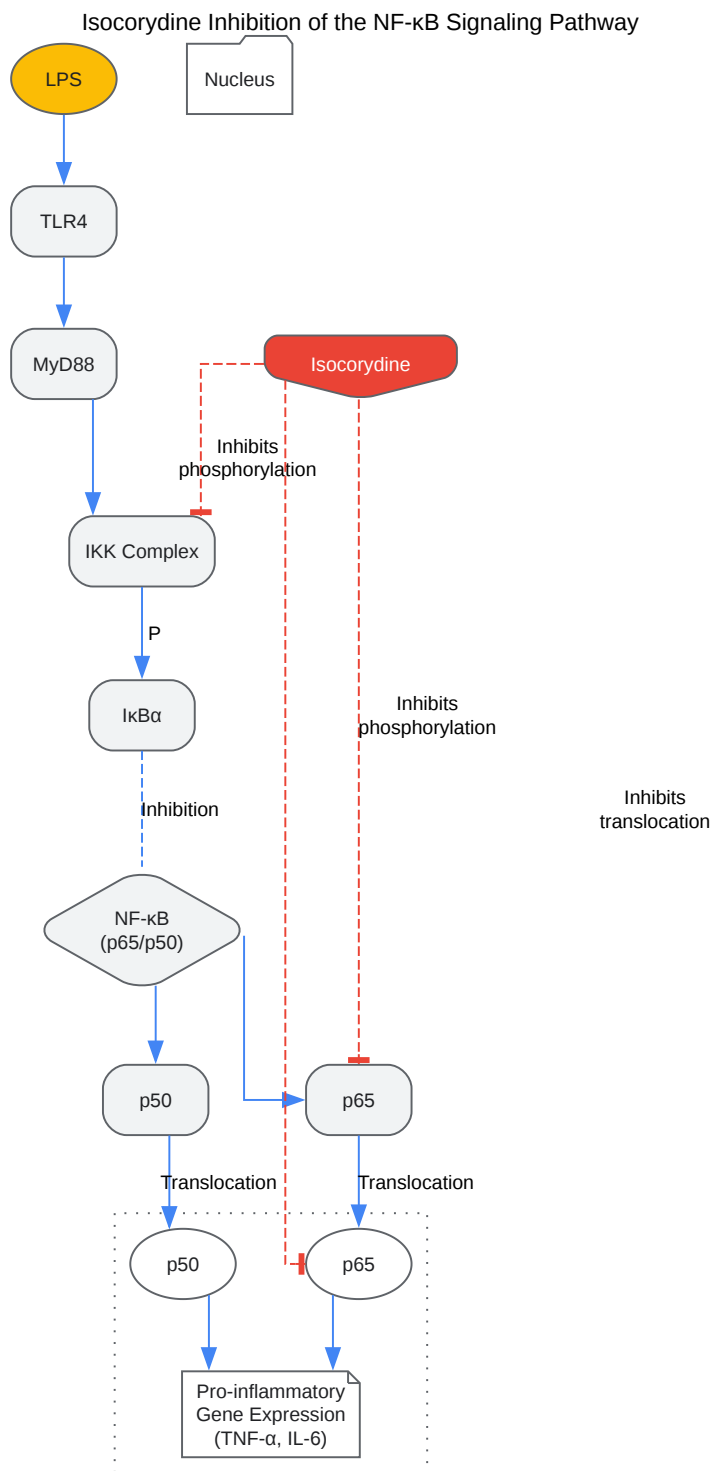 Isocorydine Inhibition of the NF-κB Signaling Pathway
LPS
Nucleus
TLR4
MyD88
Isocorydine
Inhibits
phosphorylation
IKK Complex
P
IκBα
Inhibits
phosphorylation
Inhibits
translocation
Inhibition
NF-κB
(p65/p50)
p50
p65
Translocation
Translocation
p50
p65
Pro-inflammatory
Gene Expression
(TNF-α, IL-6)